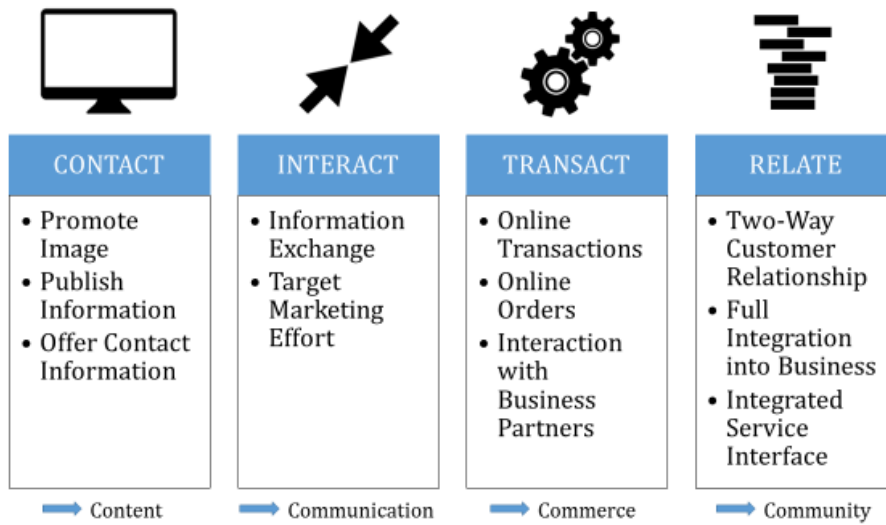 CONTACT
• Promote
Image
• Publish
Information
• Offer Contact
Information
Content
INTERACT
• Information
Exchange
• Target
Marketing
Effort
Communication
TRANSACT
• Online
Transactions
• Online
Orders
• Interaction
with
Business
Partners
Commerce
RELATE
• Two-Way
Customer
Relationship
• Full
Integration
into Business
• Integrated
Service
Interface
Community